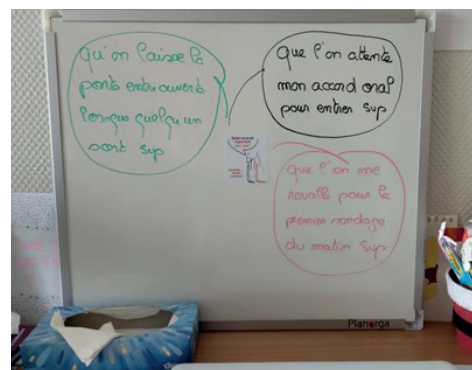 qu'on laisse la
porte entrouverte
lorsque quelqu'un
sort svp
que l'on attente
mon accord oral
pour entrer svp
que l'on me
réveille pour le
premier sondage
du matin svp
Planorga